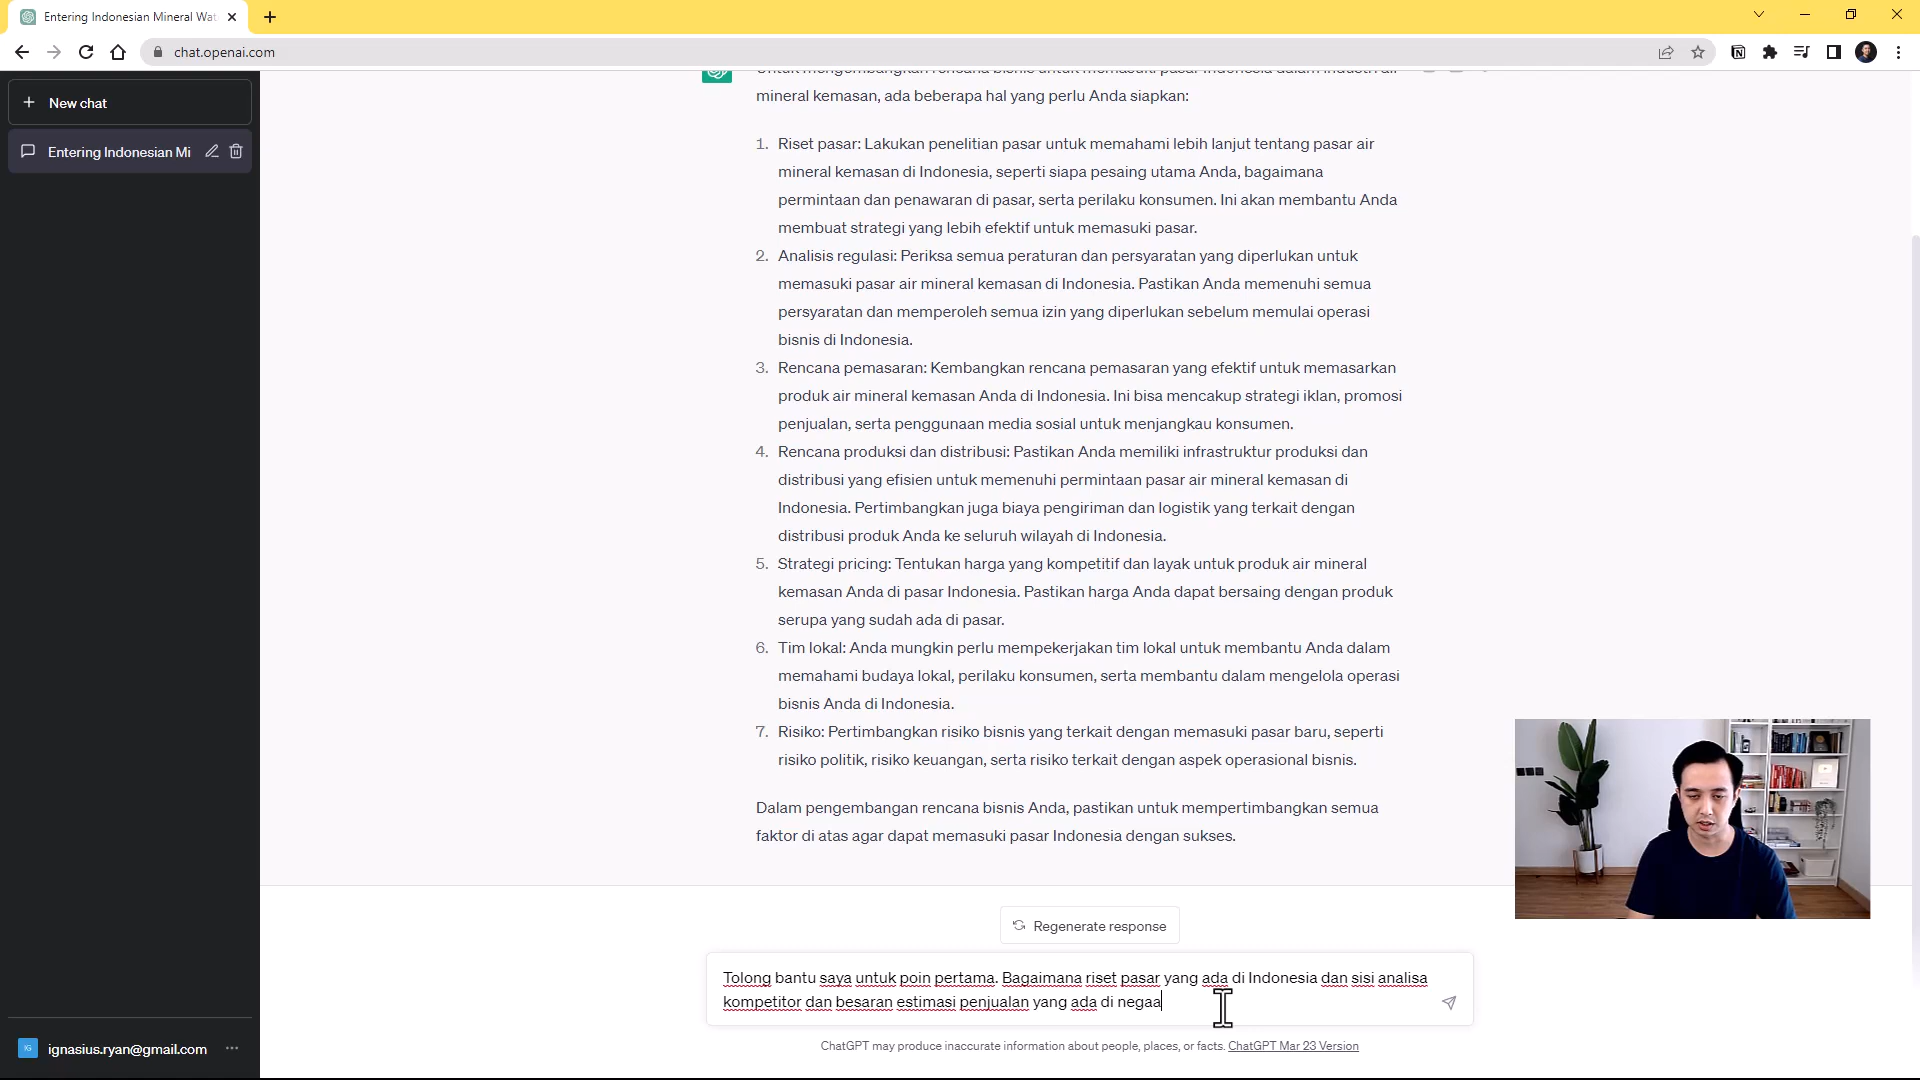 Entering Indonesian Mineral Wat
chat.openai.com
New chat
Entering Indonesian Mi
Untuk mengembangkan rencana bisnis untuk memasuki pasar Indonesia dalam industri air
mineral kemasan, ada beberapa hal yang perlu Anda siapkan:
1. Riset pasar: Lakukan penelitian pasar untuk memahami lebih lanjut tentang pasar air
mineral kemasan di Indonesia, seperti siapa pesaing utama Anda, bagaimana
permintaan dan penawaran di pasar, serta perilaku konsumen. Ini akan membantu Anda
membuat strategi yang lebih efektif untuk memasuki pasar.
2. Analisis regulasi: Periksa semua peraturan dan persyaratan yang diperlukan untuk
memasuki pasar air mineral kemasan di Indonesia. Pastikan Anda memenuhi semua
persyaratan dan memperoleh semua izin yang diperlukan sebelum memulai operasi
bisnis di Indonesia.
3. Rencana pemasaran: Kembangkan rencana pemasaran yang efektif untuk memasarkan
produk air mineral kemasan Anda di Indonesia. Ini bisa mencakup strategi iklan, promosi
penjualan, serta penggunaan media sosial untuk menjangkau konsumen.
4. Rencana produksi dan distribusi: Pastikan Anda memiliki infrastruktur produksi dan
distribusi yang efisien untuk memenuhi permintaan pasar air mineral kemasan di
Indonesia. Pertimbangkan juga biaya pengiriman dan logistik yang terkait dengan
distribusi produk Anda ke seluruh wilayah di Indonesia.
5. Strategi pricing: Tentukan harga yang kompetitif dan layak untuk produk air mineral
kemasan Anda di pasar Indonesia. Pastikan harga Anda dapat bersaing dengan produk
serupa yang sudah ada di pasar.
6. Tim lokal: Anda mungkin perlu mempekerjakan tim lokal untuk membantu Anda dalam
memahami budaya lokal, perilaku konsumen, serta membantu dalam mengelola operasi
bisnis Anda di Indonesia.
7. Risiko: Pertimbangkan risiko bisnis yang terkait dengan memasuki pasar baru, seperti
risiko politik, risiko keuangan, serta risiko terkait dengan aspek operasional bisnis.
Dalam pengembangan rencana bisnis Anda, pastikan untuk mempertimbangkan semua
faktor di atas agar dapat memasuki pasar Indonesia dengan sukses.
Regenerate response
Tolong bantu saya untuk poin pertama. Bagaimana riset pasar yang ada di Indonesia dan sisi analisa
kompetitor dan besaran estimasi penjualan yang ada di negaa
ChatGPT may produce inaccurate information about people, places, or facts. ChatGPT Mar 23 Version
IG ignasius.ryan@gmail.com